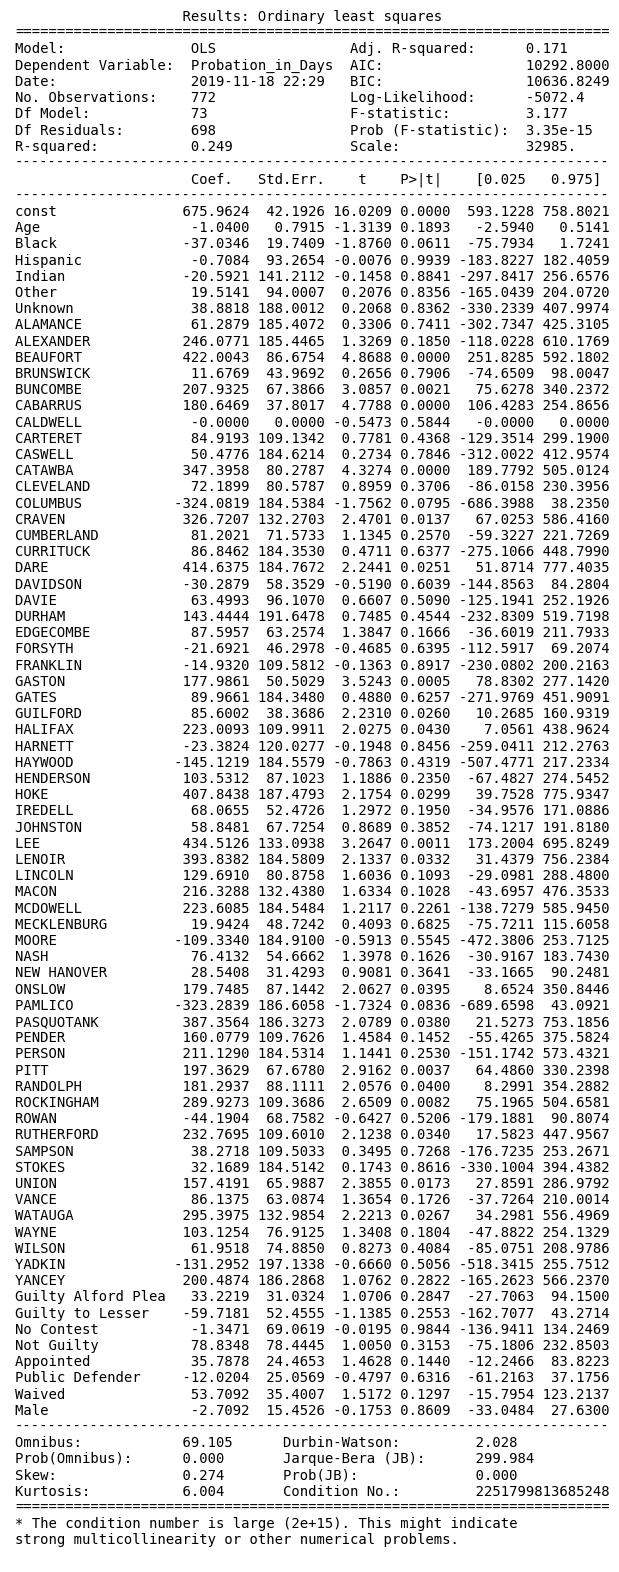 Results: Ordinary least squares
=======================================================================
Model: OLS Adj. R-squared: 0.171
Dependent Variable: Probation_in_Days AIC: 10292.8000
Date: 2019-11-18 22:29 BIC: 10636.8249
No. Observations: 772 Log-Likelihood: -5072.4
Df Model: 73 F-statistic: 3.177
Df Residuals: 698 Prob (F-statistic): 3.35e-15
R-squared: 0.249 Scale: 32985.
-----------------------------------------------------------------------
Coef. Std.Err. t P>|t| [0.025 0.975]
-----------------------------------------------------------------------
const 675.9624 42.1926 16.0209 0.0000 593.1228 758.8021
Age -1.0400 0.7915 -1.3139 0.1893 -2.5940 0.5141
Black -37.0346 19.7409 -1.8760 0.0611 -75.7934 1.7241
Hispanic -0.7084 93.2654 -0.0076 0.9939 -183.8227 182.4059
Indian -20.5921 141.2112 -0.1458 0.8841 -297.8417 256.6576
Other 19.5141 94.0007 0.2076 0.8356 -165.0439 204.0720
Unknown 38.8818 188.0012 0.2068 0.8362 -330.2339 407.9974
ALAMANCE 61.2879 185.4072 0.3306 0.7411 -302.7347 425.3105
ALEXANDER 246.0771 185.4465 1.3269 0.1850 -118.0228 610.1769
BEAUFORT 422.0043 86.6754 4.8688 0.0000 251.8285 592.1802
BRUNSWICK 11.6769 43.9692 0.2656 0.7906 -74.6509 98.0047
BUNCOMBE 207.9325 67.3866 3.0857 0.0021 75.6278 340.2372
CABARRUS 180.6469 37.8017 4.7788 0.0000 106.4283 254.8656
CALDWELL -0.0000 0.0000 -0.5473 0.5844 -0.0000 0.0000
CARTERET 84.9193 109.1342 0.7781 0.4368 -129.3514 299.1900
CASWELL 50.4776 184.6214 0.2734 0.7846 -312.0022 412.9574
CATAWBA 347.3958 80.2787 4.3274 0.0000 189.7792 505.0124
CLEVELAND 72.1899 80.5787 0.8959 0.3706 -86.0158 230.3956
COLUMBUS -324.0819 184.5384 -1.7562 0.0795 -686.3988 38.2350
CRAVEN 326.7207 132.2703 2.4701 0.0137 67.0253 586.4160
CUMBERLAND 81.2021 71.5733 1.1345 0.2570 -59.3227 221.7269
CURRITUCK 86.8462 184.3530 0.4711 0.6377 -275.1066 448.7990
DARE 414.6375 184.7672 2.2441 0.0251 51.8714 777.4035
DAVIDSON -30.2879 58.3529 -0.5190 0.6039 -144.8563 84.2804
DAVIE 63.4993 96.1070 0.6607 0.5090 -125.1941 252.1926
DURHAM 143.4444 191.6478 0.7485 0.4544 -232.8309 519.7198
EDGECOMBE 87.5957 63.2574 1.3847 0.1666 -36.6019 211.7933
FORSYTH -21.6921 46.2978 -0.4685 0.6395 -112.5917 69.2074
FRANKLIN -14.9320 109.5812 -0.1363 0.8917 -230.0802 200.2163
GASTON 177.9861 50.5029 3.5243 0.0005 78.8302 277.1420
GATES 89.9661 184.3480 0.4880 0.6257 -271.9769 451.9091
GUILFORD 85.6002 38.3686 2.2310 0.0260 10.2685 160.9319
HALIFAX 223.0093 109.9911 2.0275 0.0430 7.0561 438.9624
HARNETT -23.3824 120.0277 -0.1948 0.8456 -259.0411 212.2763
HAYWOOD -145.1219 184.5579 -0.7863 0.4319 -507.4771 217.2334
HENDERSON 103.5312 87.1023 1.1886 0.2350 -67.4827 274.5452
HOKE 407.8438 187.4793 2.1754 0.0299 39.7528 775.9347
IREDELL 68.0655 52.4726 1.2972 0.1950 -34.9576 171.0886
JOHNSTON 58.8481 67.7254 0.8689 0.3852 -74.1217 191.8180
LEE 434.5126 133.0938 3.2647 0.0011 173.2004 695.8249
LENOIR 393.8382 184.5809 2.1337 0.0332 31.4379 756.2384
LINCOLN 129.6910 80.8758 1.6036 0.1093 -29.0981 288.4800
MACON 216.3288 132.4380 1.6334 0.1028 -43.6957 476.3533
MCDOWELL 223.6085 184.5484 1.2117 0.2261 -138.7279 585.9450
MECKLENBURG 19.9424 48.7242 0.4093 0.6825 -75.7211 115.6058
MOORE -109.3340 184.9100 -0.5913 0.5545 -472.3806 253.7125
NASH 76.4132 54.6662 1.3978 0.1626 -30.9167 183.7430
NEW HANOVER 28.5408 31.4293 0.9081 0.3641 -33.1665 90.2481
ONSLOW 179.7485 87.1442 2.0627 0.0395 8.6524 350.8446
PAMLICO -323.2839 186.6058 -1.7324 0.0836 -689.6598 43.0921
PASQUOTANK 387.3564 186.3273 2.0789 0.0380 21.5273 753.1856
PENDER 160.0779 109.7626 1.4584 0.1452 -55.4265 375.5824
PERSON 211.1290 184.5314 1.1441 0.2530 -151.1742 573.4321
PITT 197.3629 67.6780 2.9162 0.0037 64.4860 330.2398
RANDOLPH 181.2937 88.1111 2.0576 0.0400 8.2991 354.2882
ROCKINGHAM 289.9273 109.3686 2.6509 0.0082 75.1965 504.6581
ROWAN -44.1904 68.7582 -0.6427 0.5206 -179.1881 90.8074
RUTHERFORD 232.7695 109.6010 2.1238 0.0340 17.5823 447.9567
SAMPSON 38.2718 109.5033 0.3495 0.7268 -176.7235 253.2671
STOKES 32.1689 184.5142 0.1743 0.8616 -330.1004 394.4382
UNION 157.4191 65.9887 2.3855 0.0173 27.8591 286.9792
VANCE 86.1375 63.0874 1.3654 0.1726 -37.7264 210.0014
WATAUGA 295.3975 132.9854 2.2213 0.0267 34.2981 556.4969
WAYNE 103.1254 76.9125 1.3408 0.1804 -47.8822 254.1329
WILSON 61.9518 74.8850 0.8273 0.4084 -85.0751 208.9786
YADKIN -131.2952 197.1338 -0.6660 0.5056 -518.3415 255.7512
YANCEY 200.4874 186.2868 1.0762 0.2822 -165.2623 566.2370
Guilty Alford Plea 33.2219 31.0324 1.0706 0.2847 -27.7063 94.1500
Guilty to Lesser -59.7181 52.4555 -1.1385 0.2553 -162.7077 43.2714
No Contest -1.3471 69.0619 -0.0195 0.9844 -136.9411 134.2469
Not Guilty 78.8348 78.4445 1.0050 0.3153 -75.1806 232.8503
Appointed 35.7878 24.4653 1.4628 0.1440 -12.2466 83.8223
Public Defender -12.0204 25.0569 -0.4797 0.6316 -61.2163 37.1756
Waived 53.7092 35.4007 1.5172 0.1297 -15.7954 123.2137
Male -2.7092 15.4526 -0.1753 0.8609 -33.0484 27.6300
-----------------------------------------------------------------------
Omnibus: 69.105 Durbin-Watson: 2.028
Prob(Omnibus): 0.000 Jarque-Bera (JB): 299.984
Skew: 0.274 Prob(JB): 0.000
Kurtosis: 6.004 Condition No.: 2251799813685248
=======================================================================
* The condition number is large (2e+15). This might indicate
strong multicollinearity or other numerical problems.